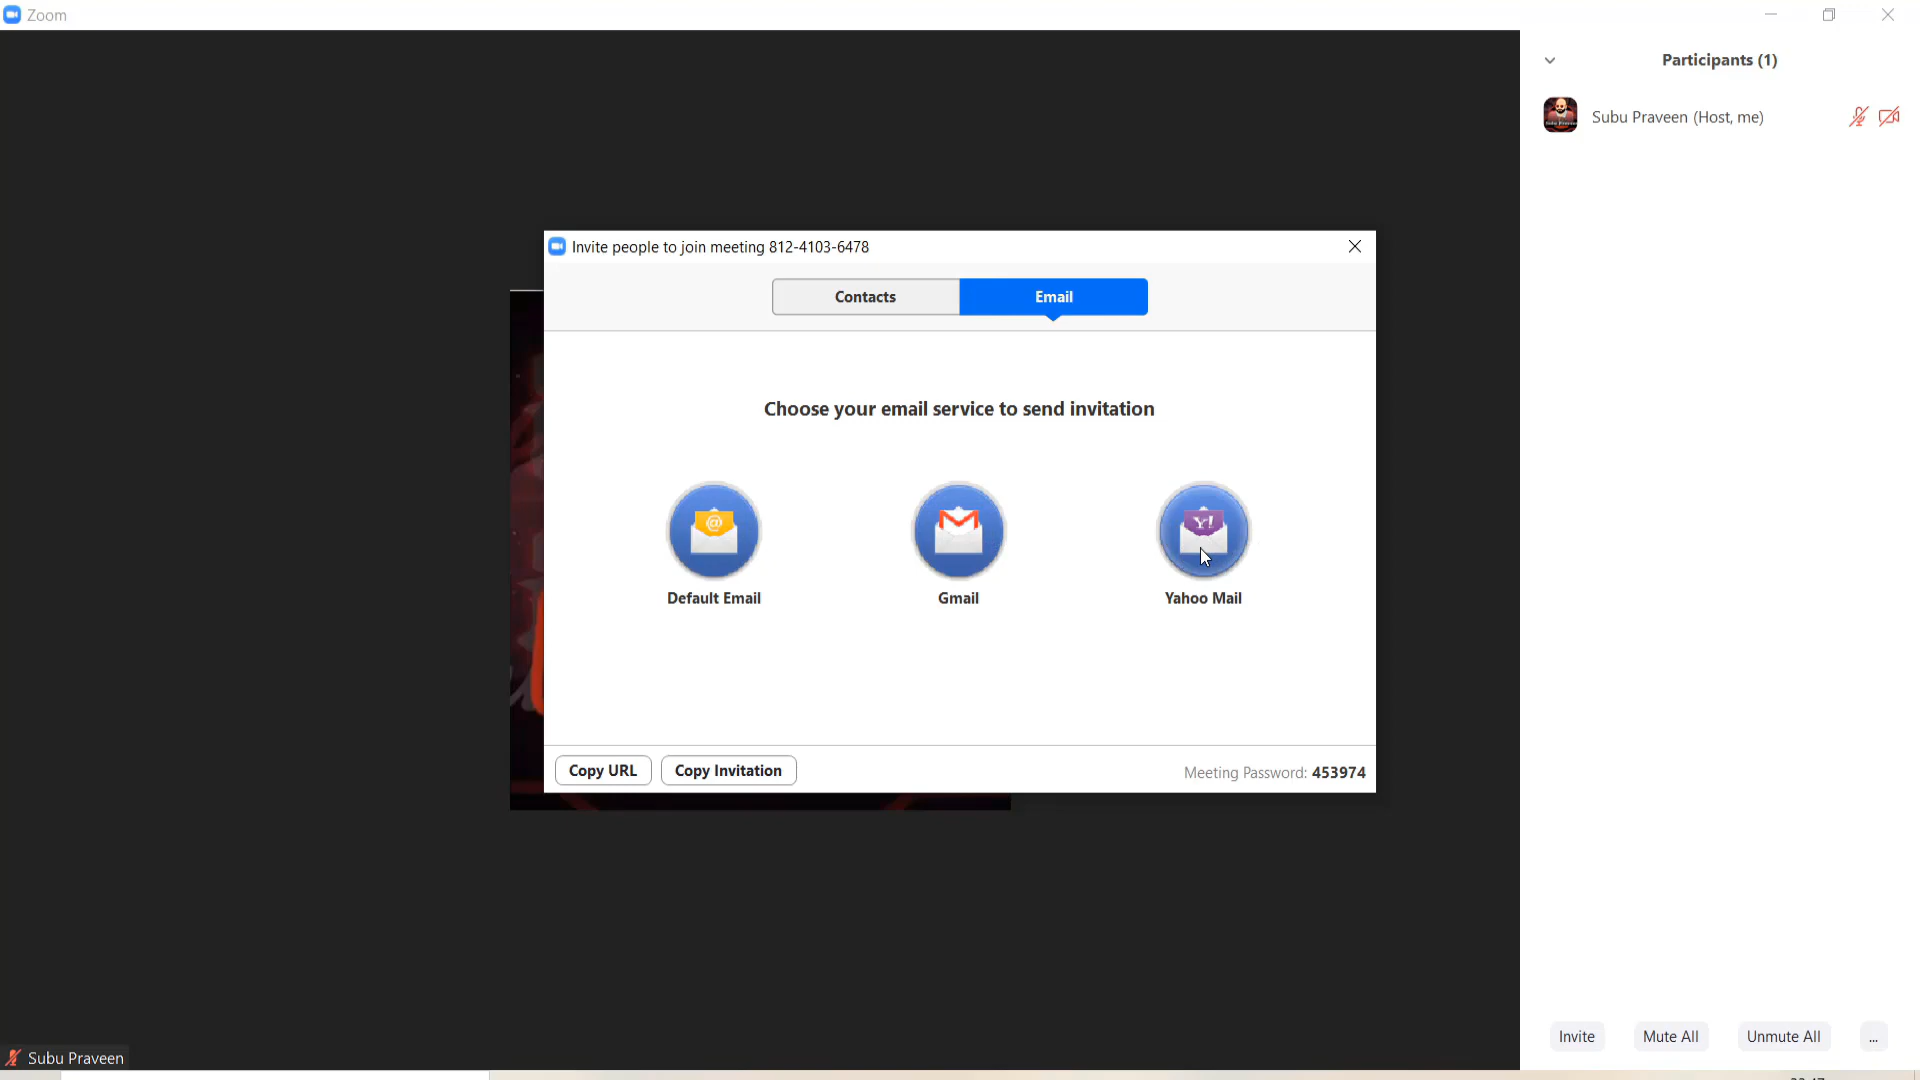 Zoom
Participants (1)
Subu Praveen (Host, me)
Invite people to join meeting 812-4103-6478
Contacts
Email
Choose your email service to send invitation
@
Y!
Default Email
Gmail
Yahoo Mail
Copy URL
Copy Invitation
Meeting Password: 453974
Invite
Mute All
Unmute All
...
Subu Praveen